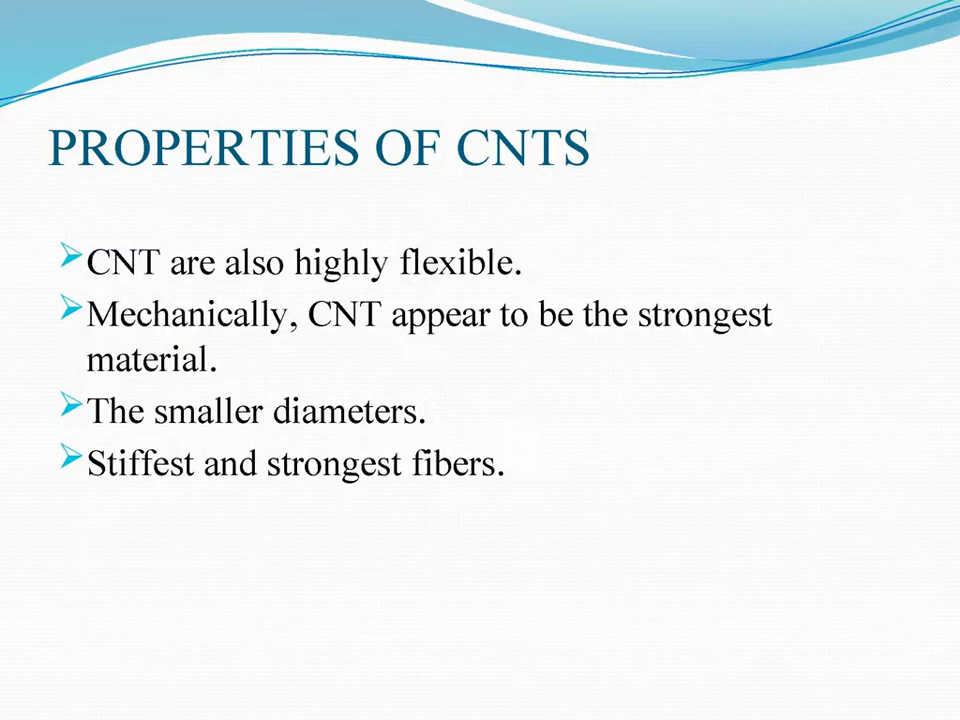 PROPERTIES OF CNTS
CNT are also highly flexible.
Mechanically, CNT appear to be the strongest
material.
The smaller diameters.
Stiffest and strongest fibers.